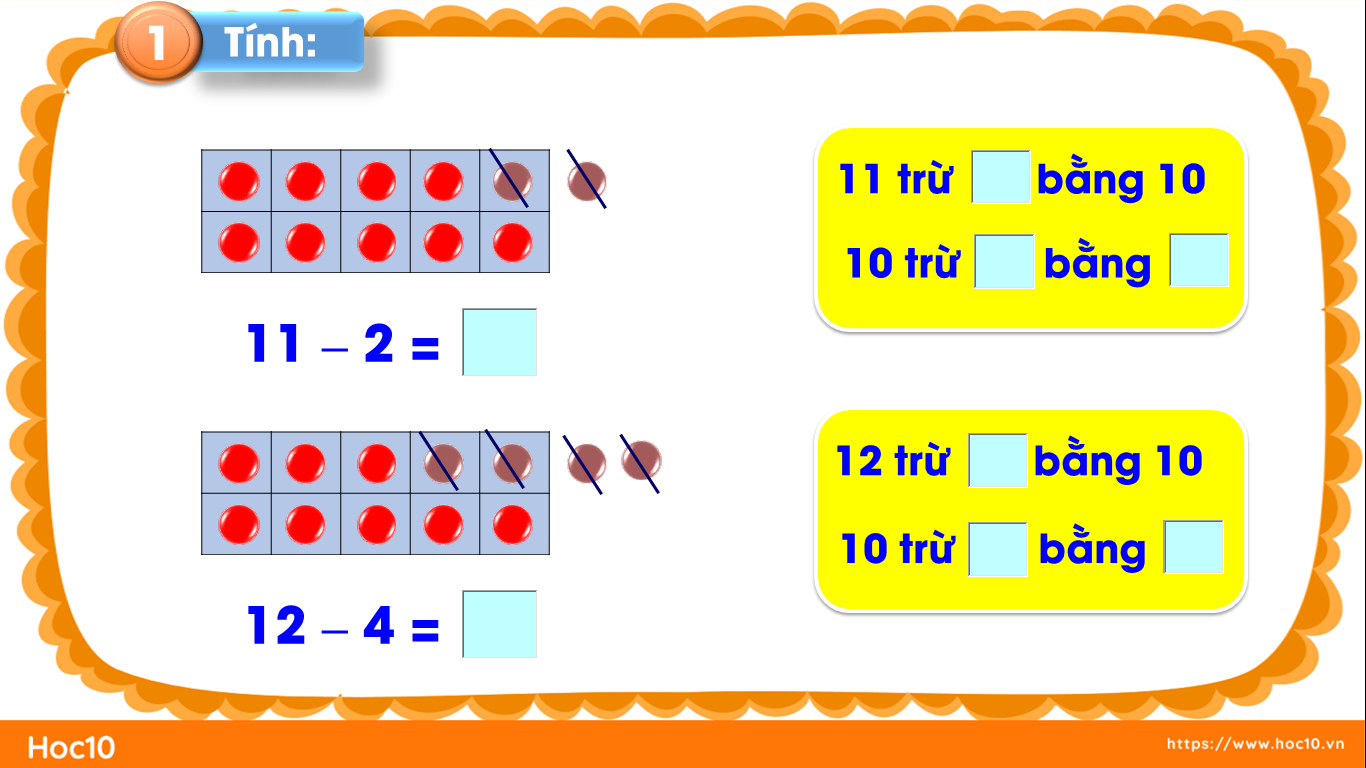 1 Tính:
11 trừ bằng 10
10 trừ bằng
11 – 2 =
12 trừ bằng 10
10 trừ bằng
12 – 4 =
Hoc10
https://www.hoc10.vn